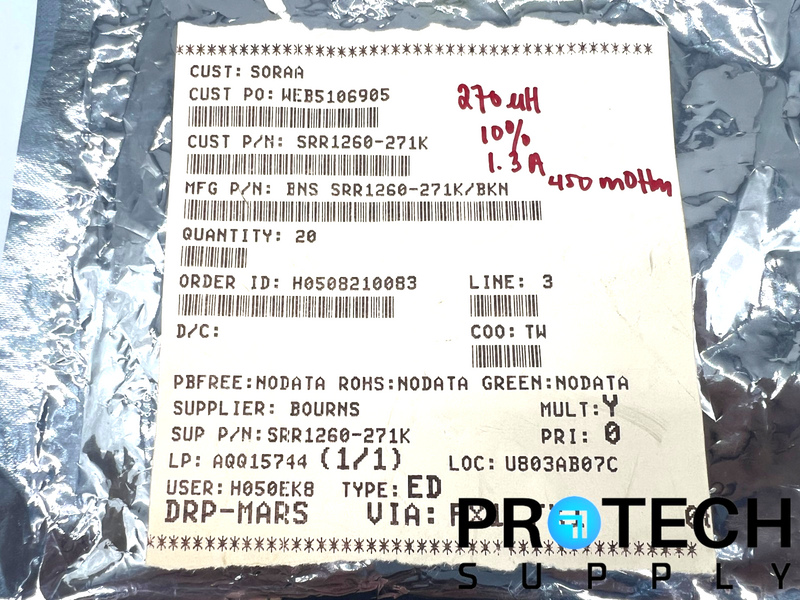 ************************************************
CUST: SORAA
CUST PO: WEB5106905
270 uH
10%
CUST P/N: SRR1260-271K
1.3A
450 mOHm
MFG P/N: BNS SRR1260-271K/BKN
QUANTITY: 20
ORDER ID: H0508210083 LINE: 3
D/C: COO: TW
PBFREE:NODATA ROHS:NODATA GREEN:NODATA
SUPPLIER: BOURNS MULT:Y
SUP P/N:SRR1260-271K PRI: 0
LP: AQQ15744 (1/1) LOC: U803AB07C
USER:H050EK8 TYPE:ED
DRP-MARS VIA:
PROTECH
SUPPLY
************************************************